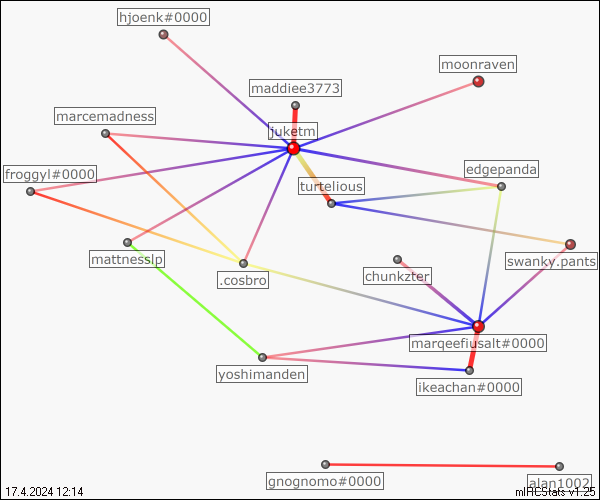 hjoenk#0000
moonraven
maddiee3773
marcemadness
juketm
edgepanda
froggyl#0000
turtelious
mattnesslp
swanky.pants
.cosbro
chunkzter
marqeefiusalt#0000
yoshimanden
ikeachan#0000
gnognomo#0000
alan1002
17.4.2024 12:14
mIHCStats v1.25